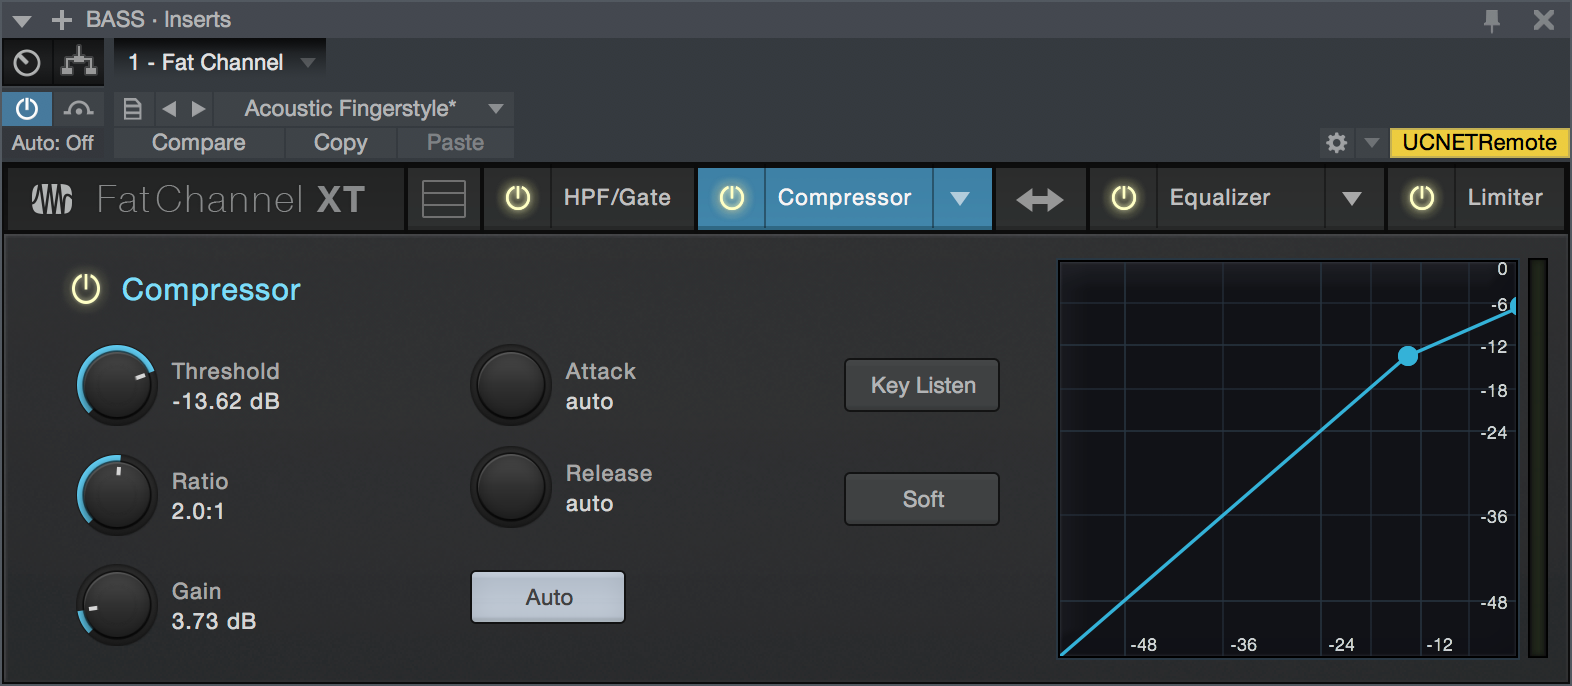 BASS · Inserts
1 - Fat Channel
Acoustic Fingerstyle*
Auto: Off Compare Copy Paste UCNETRemote
FatChannel XT HPF/Gate Compressor Equalizer Limiter
Compressor
Threshold
-13.62 dB
Ratio
2.0:1
Gain
3.73 dB
Attack
auto
Release
auto
Auto
Key Listen
Soft
0
-6
-12
-18
-24
-36
-48
-48 -36 -24 -12